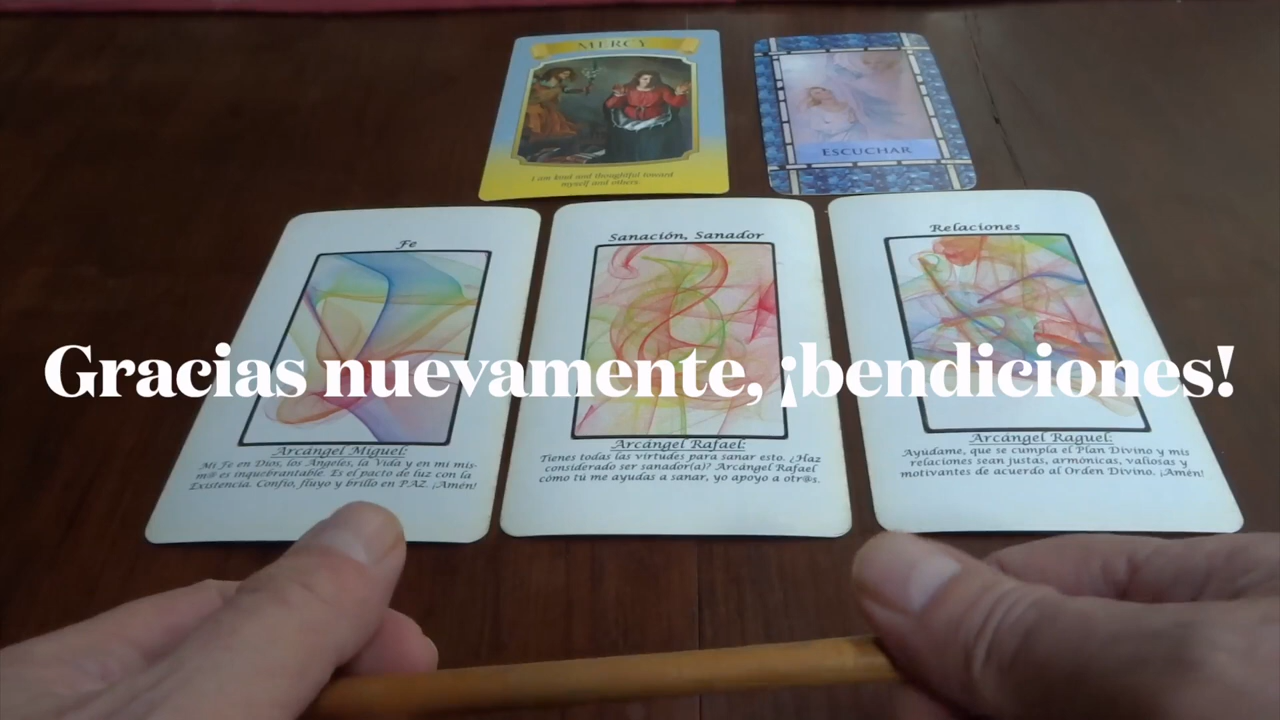 MERCY
I am kind and thoughtful toward
myself and others.
ESCUCHAR
Fe
Sanación, Sanador
Relaciones
Gracias nuevamente, ¡bendiciones!
Arcángel Miguel:
Mi Fe en Dios, los Ángeles, la Vida y en mi mis-
m@ es inquebrantable. Es el pacto de luz con la
Existencia. Confío, fluyo y brillo en PAZ. ¡Amén!
Arcángel Rafael:
Tienes todas las virtudes para sanar esto. ¿Haz
considerado ser sanador(a)? Arcángel Rafael
cómo tú me ayudas a sanar, yo apoyo a otr@s.
Arcángel Raguel:
Ayúdame, que se cumpla el Plan Divino y mis
relaciones sean justas, armónicas, valiosas y
motivantes de acuerdo al Orden Divino. ¡Amén!